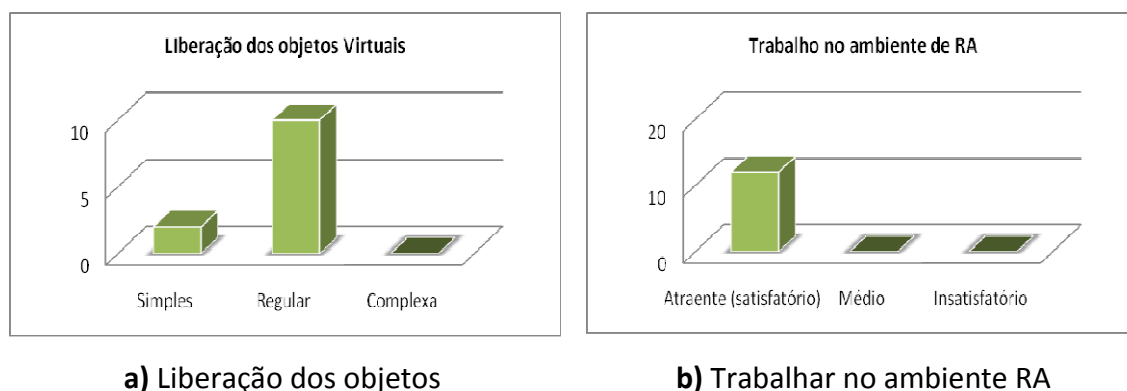 LIberação dos objetos Virtuais
10
5
0
Simples Regular Complexa
a) Liberação dos objetos
Trabalho no ambiente de RA
20
10
0
Atraente (satisfatório) Médio Insatisfatório
b) Trabalhar no ambiente RA